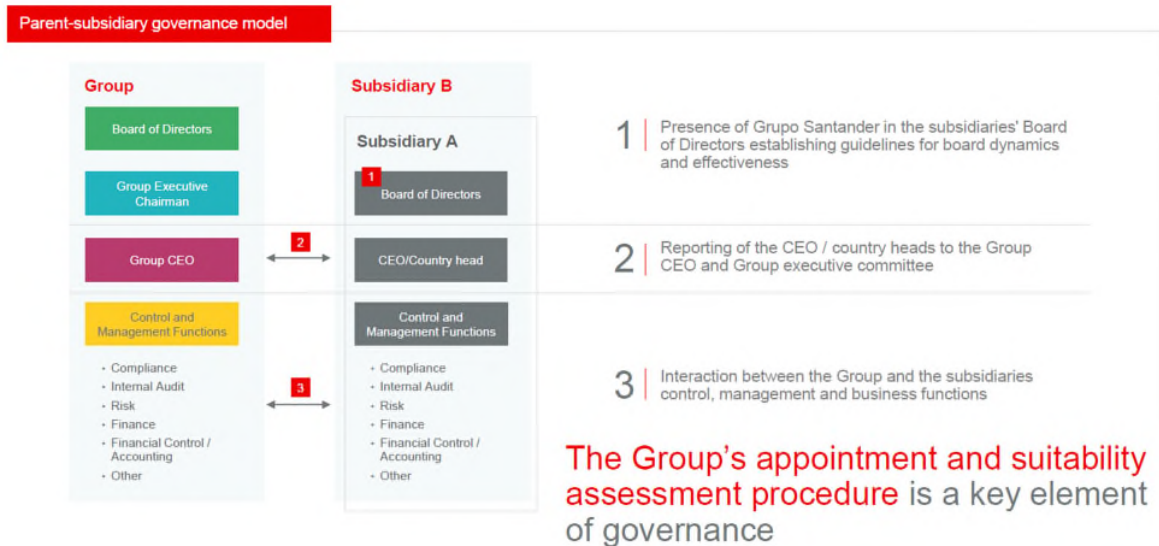 Parent-subsidiary governance model
Group
Board of Directors
Group Executive
Chairman
Group CEO
Control and
Management Functions
• Compliance
• Internal Audit
• Risk
• Finance
• Financial Control /
Accounting
• Other
2
3
Subsidiary B
Subsidiary A
1
Board of Directors
CEO/Country head
Control and
Management Functions
• Compliance
• Internal Audit
• Risk
• Finance
• Financial Control /
Accounting
• Other
1
Presence of Grupo Santander in the subsidiaries' Board
of Directors establishing guidelines for board dynamics
and effectiveness
2
Reporting of the CEO / country heads to the Group
CEO and Group executive committee
3
Interaction between the Group and the subsidiaries
control, management and business functions
The Group's appointment and suitability
assessment procedure is a key element
of governance